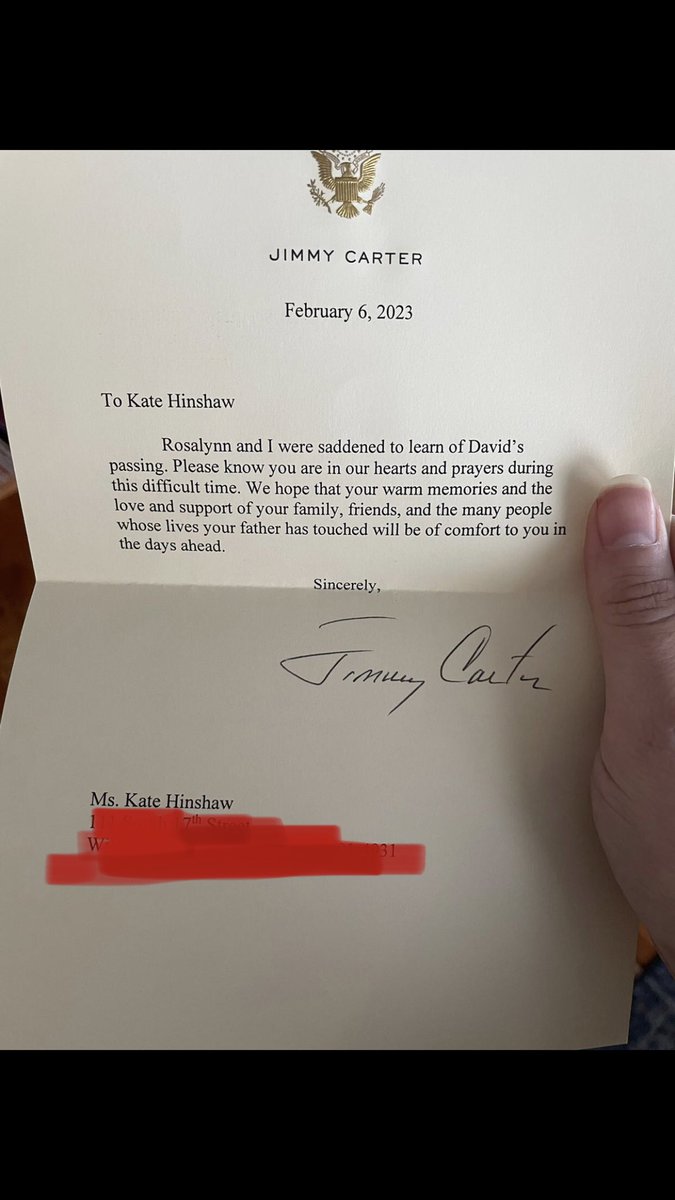 JIMMY CARTER
February 6, 2023
To Kate Hinshaw
Rosalynn and I were saddened to learn of David's
passing. Please know you are in our hearts and prayers during
this difficult time. We hope that your warm memories and the
love and support of your family, friends, and the many people
whose lives your father has touched will be of comfort to you in
the days ahead.
Sincerely,
Jimmy Carter
Ms. Kate Hinshaw